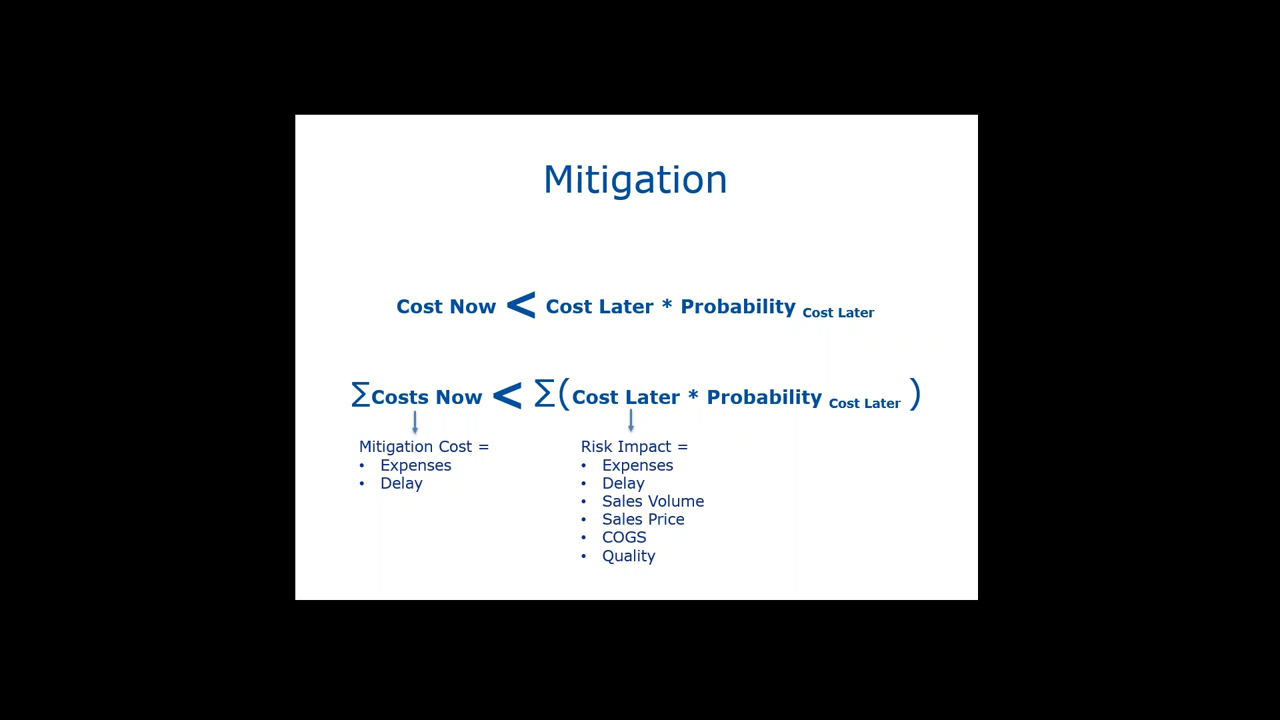 Mitigation
Cost Now < Cost Later * Probability Cost Later
∑Costs Now < ∑(Cost Later * Probability Cost Later )
Mitigation Cost =
• Expenses
• Delay
Risk Impact =
• Expenses
• Delay
• Sales Volume
• Sales Price
• COGS
• Quality